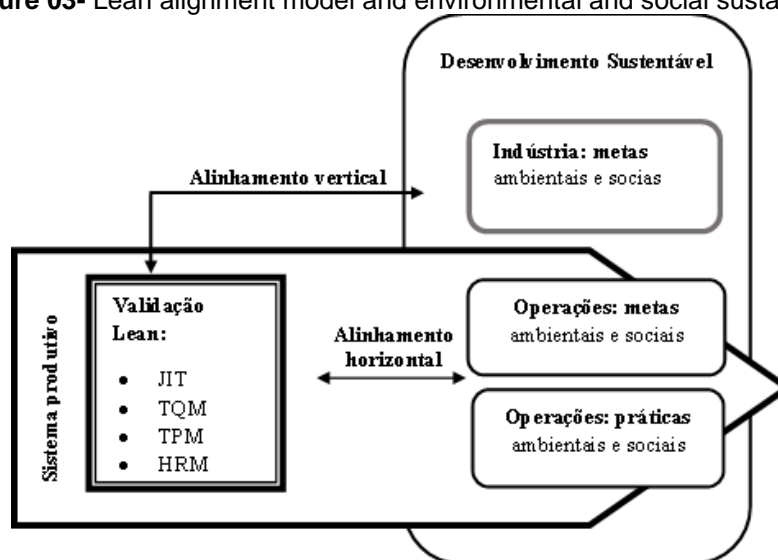 ure 03- Lean alignment model and environmental and social susta
Desenvolvimento Sustentável
Indústria: metas
ambientais e socias
Alinhamento vertical
Sistema produtivo
Validação
Lean:
• JIT
• TQM
• TPM
• HRM
Alinhamento
horizontal
Operações: metas
ambientais e sociais
Operações: práticas
ambientais e sociais